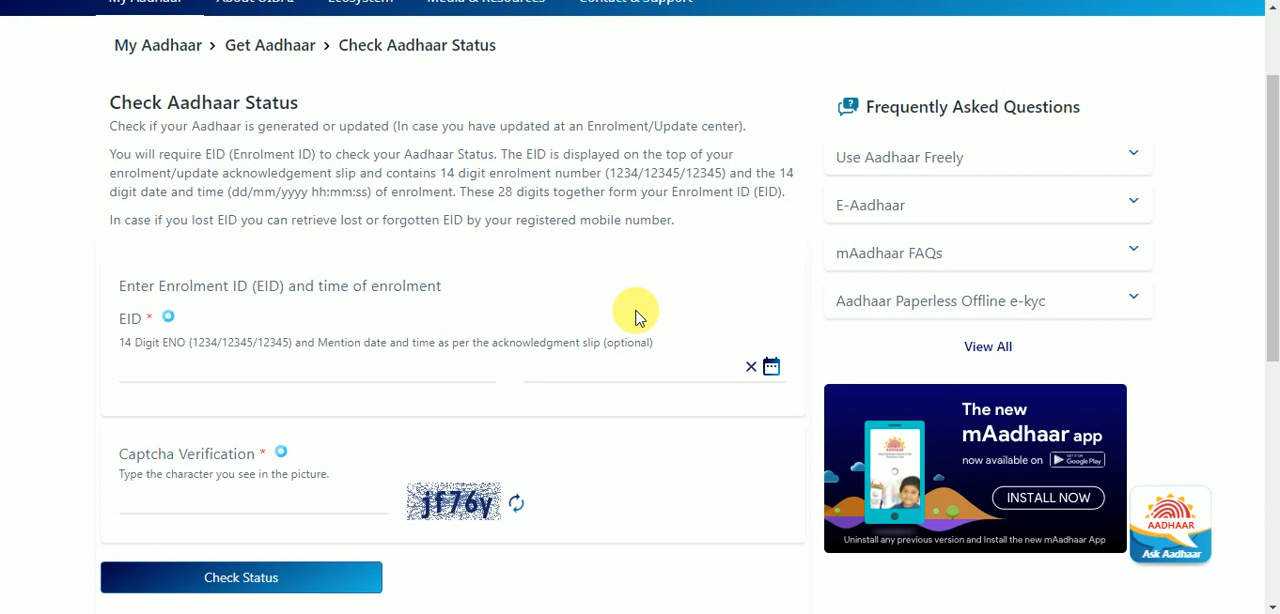 My Aadhaar About UIDAI Ecosystem Media & Resources Contact & Support
My Aadhaar › Get Aadhaar › Check Aadhaar Status
Check Aadhaar Status
Check if your Aadhaar is generated or updated (In case you have updated at an Enrolment/Update center).
You will require EID (Enrolment ID) to check your Aadhaar Status. The EID is displayed on the top of your
enrolment/update acknowledgement slip and contains 14 digit enrolment number (1234/12345/12345) and the 14
digit date and time (dd/mm/yyyy hh:mm:ss) of enrolment. These 28 digits together form your Enrolment ID (EID).
In case if you lost EID you can retrieve lost or forgotten EID by your registered mobile number.
Enter Enrolment ID (EID) and time of enrolment
EID *
14 Digit ENO (1234/12345/12345) and Mention date and time as per the acknowledgment slip (optional)
Captcha Verification *
Type the character you see in the picture.
jf76y
Check Status
Frequently Asked Questions
Use Aadhaar Freely
E-Aadhaar
mAadhaar FAQs
Aadhaar Paperless Offline e-kyc
View All
The new
mAadhaar app
now available on GET IT ON Google Play
INSTALL NOW
Uninstall any previous version and Install the new mAadhaar App
AADHAAR
Ask Aadhaar